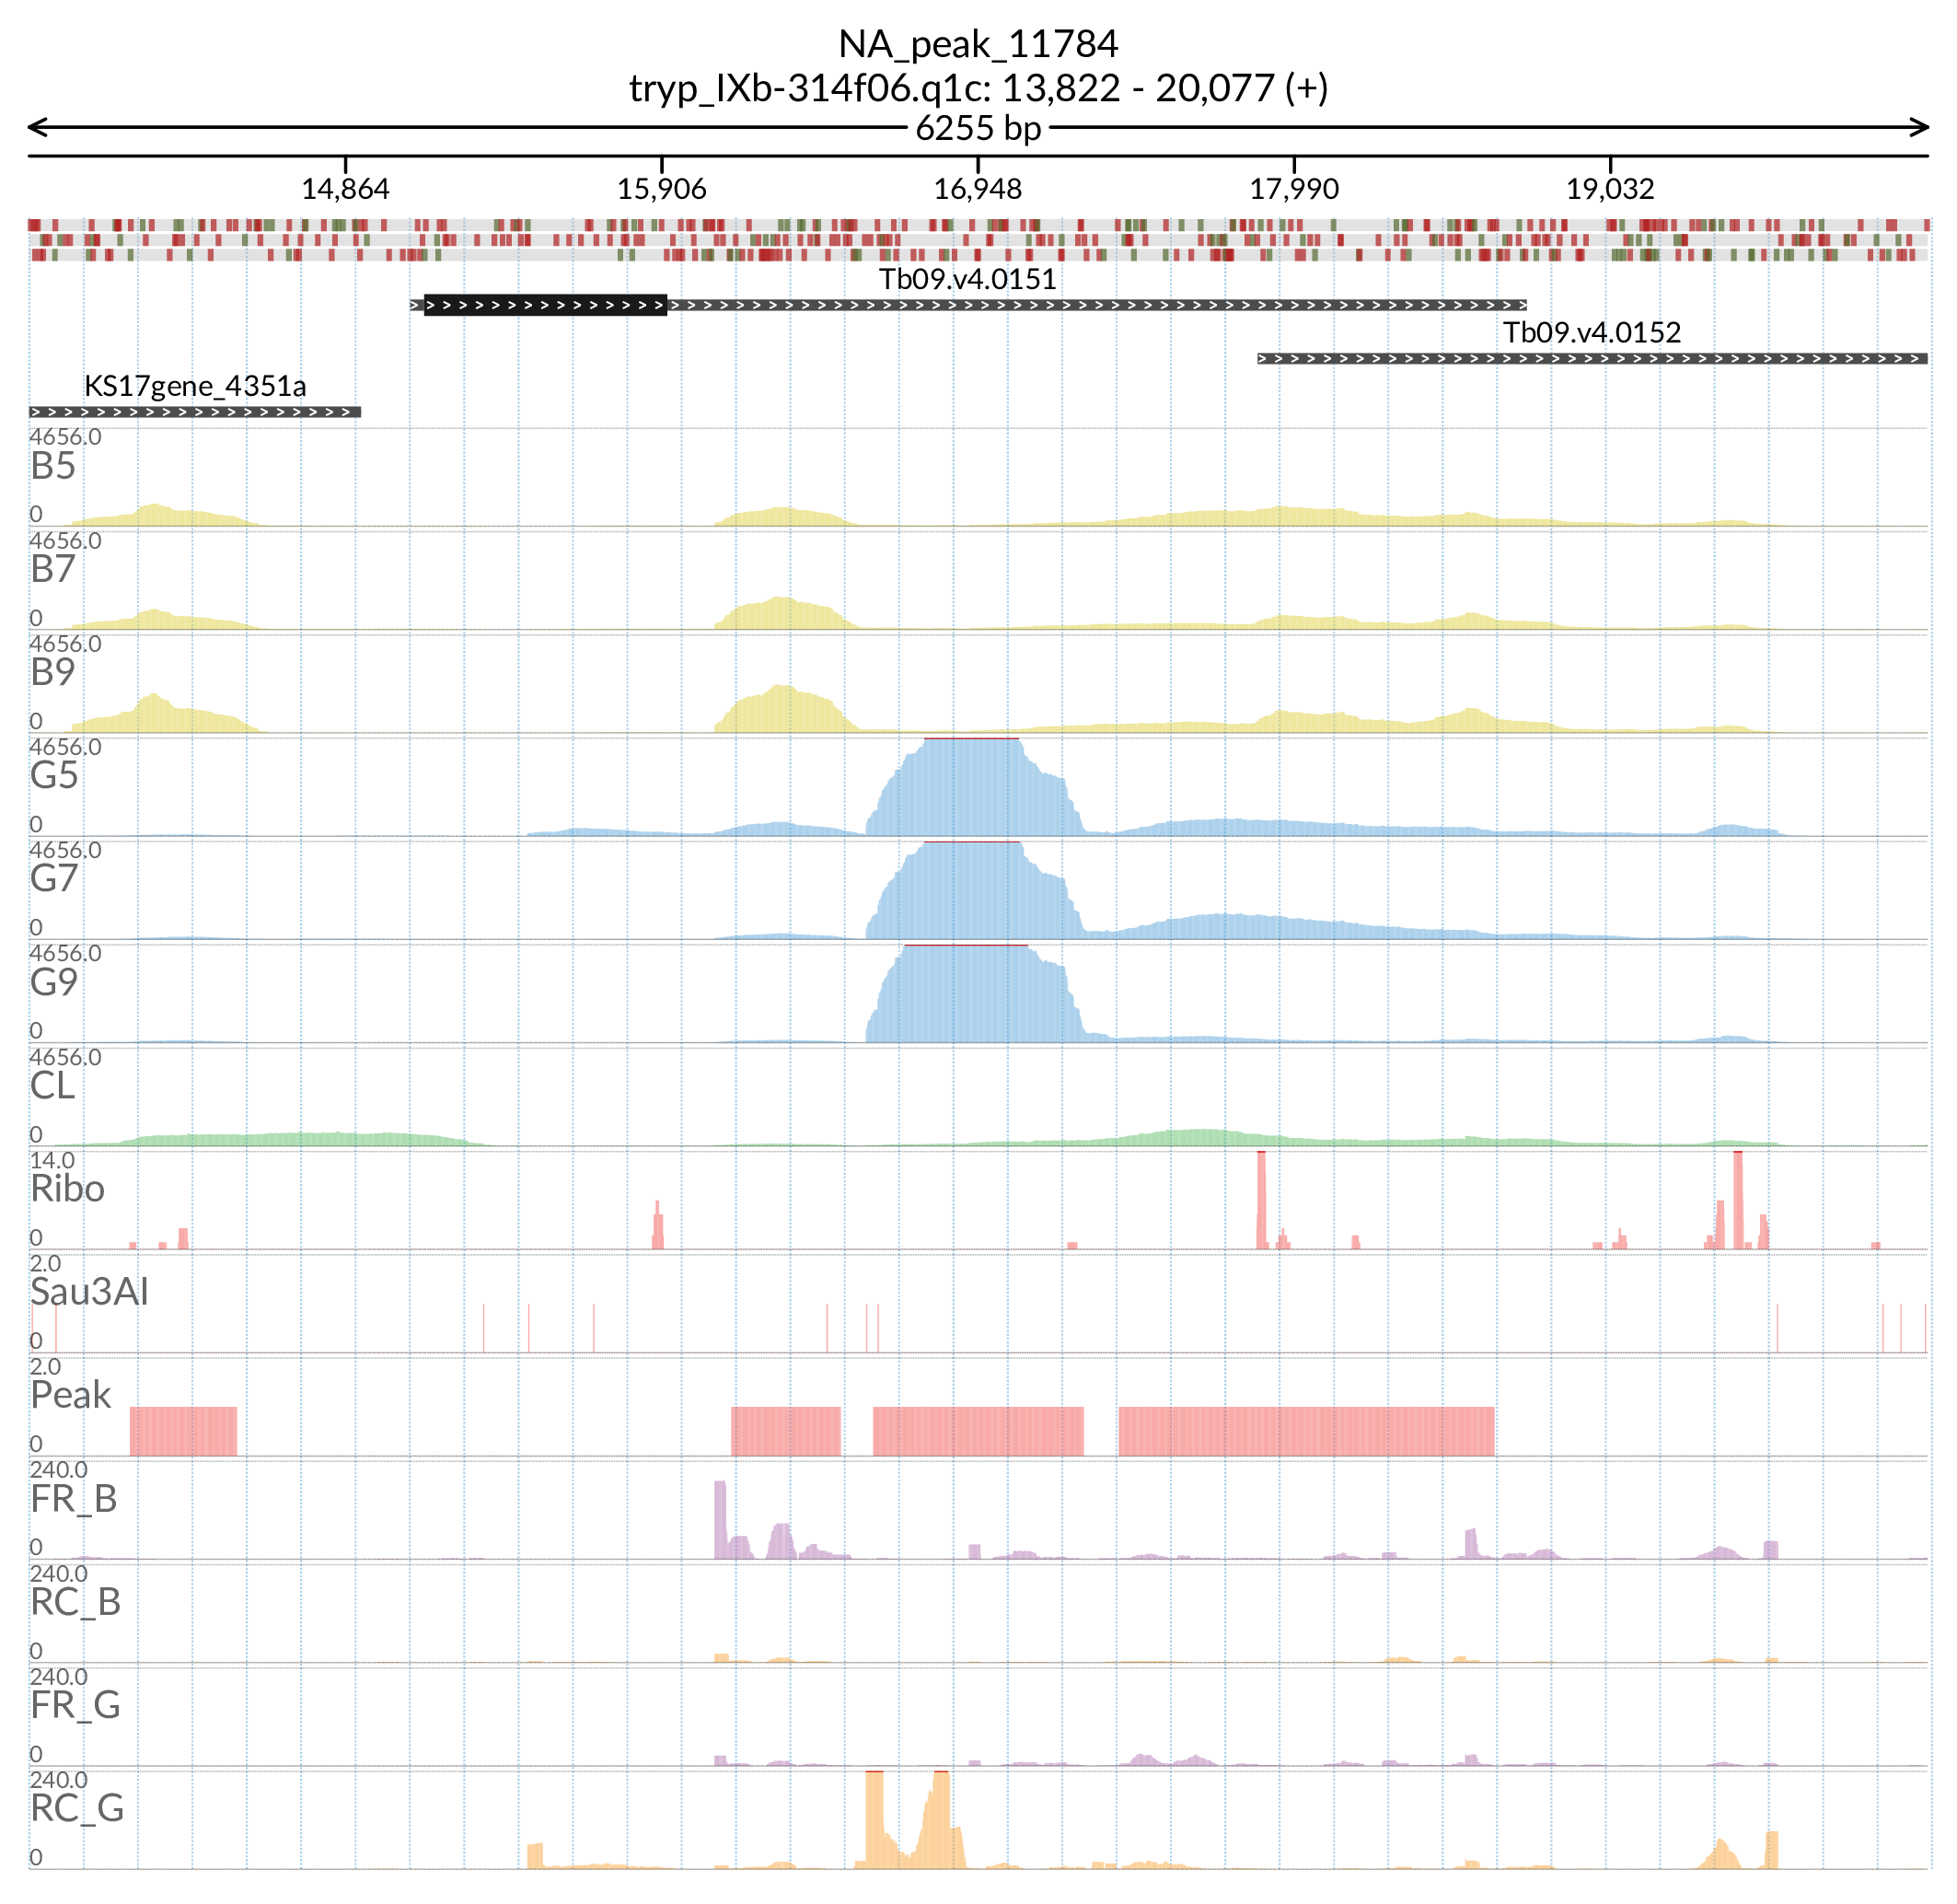 NA_peak_11784
tryp_IXb-314f06.q1c: 13,822 - 20,077 (+)
6255 bp
14,864 15,906 16,948 17,990 19,032
Tb09.v4.0151
Tb09.v4.0152
KS17gene_4351a
4656.0
B5
0
4656.0
B7
0
4656.0
B9
0
4656.0
G5
0
4656.0
G7
0
4656.0
G9
0
4656.0
CL
0
14.0
Ribo
0
2.0
Sau3AI
0
2.0
Peak
0
240.0
FR_B
0
240.0
RC_B
0
240.0
FR_G
0
240.0
RC_G
0